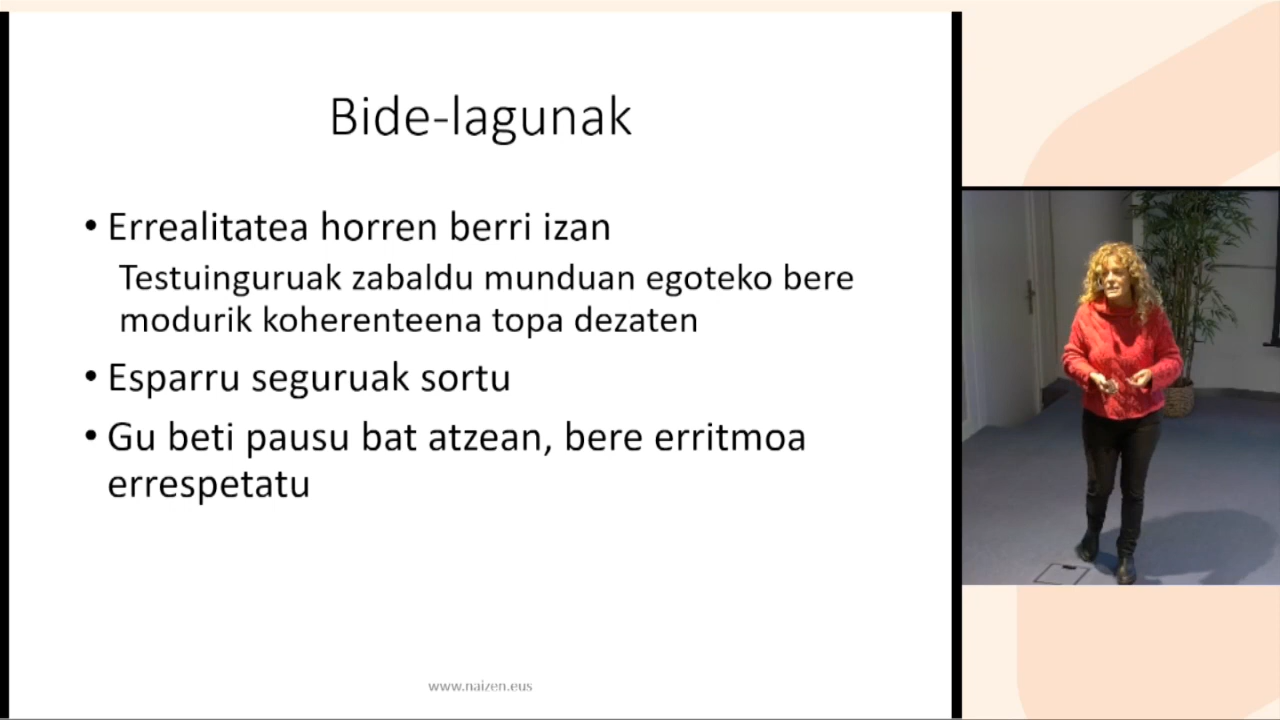 Bide-lagunak
• Errealitatea horren berri izan
Testuinguruak zabaldu munduan egoteko bere
modurik koherenteena topa dezaten
• Esparru seguruak sortu
• Gu beti pausu bat atzean, bere erritmoa
errespetatu
www.naizen.eus